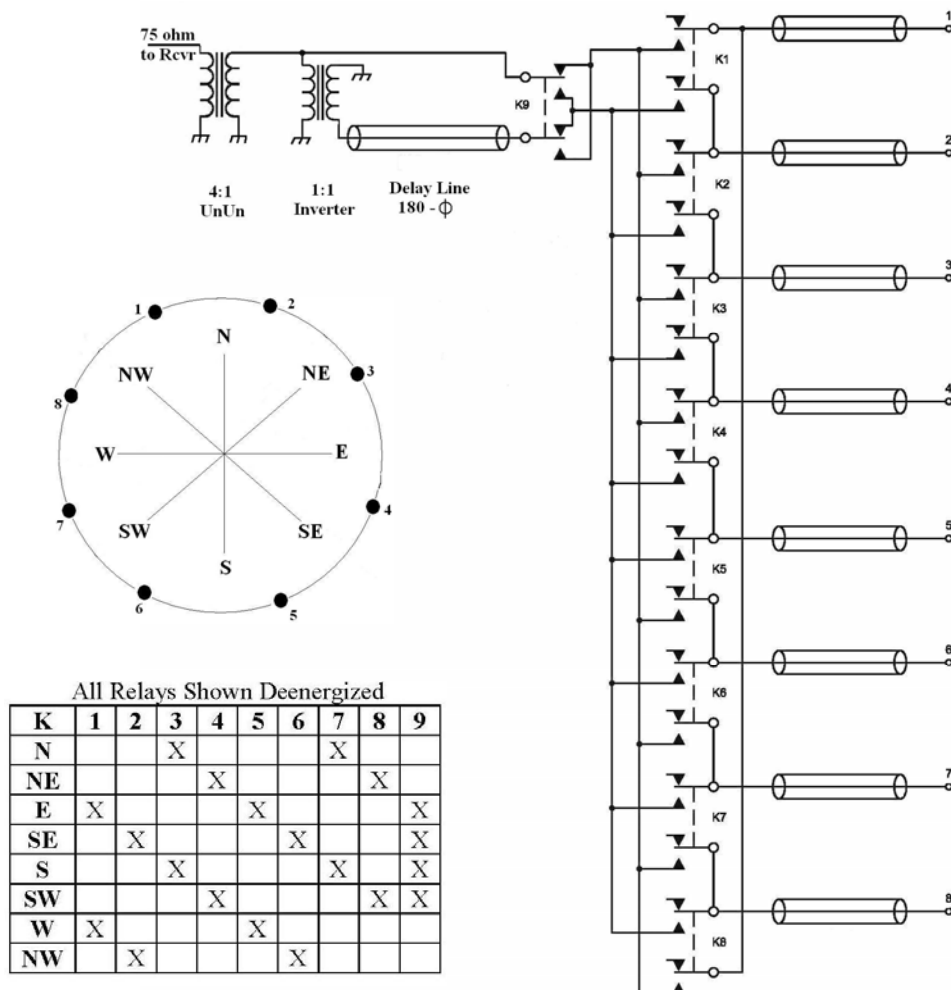 75 ohm
to Rcvr
4:1
UnUn
1:1
Inverter
Delay Line
180 - ϕ
K9
1
K1
2
K2
3
K3
4
K4
5
K5
6
K6
7
K7
8
K8
1
2
3
4
5
6
7
8
N
NE
E
SE
S
SW
W
NW
All Relays Shown Deenergized
K 1 2 3 4 5 6 7 8 9
N X X
NE X X
E X X X
SE X X X
S X X X
SW X X X
W X X
NW X X